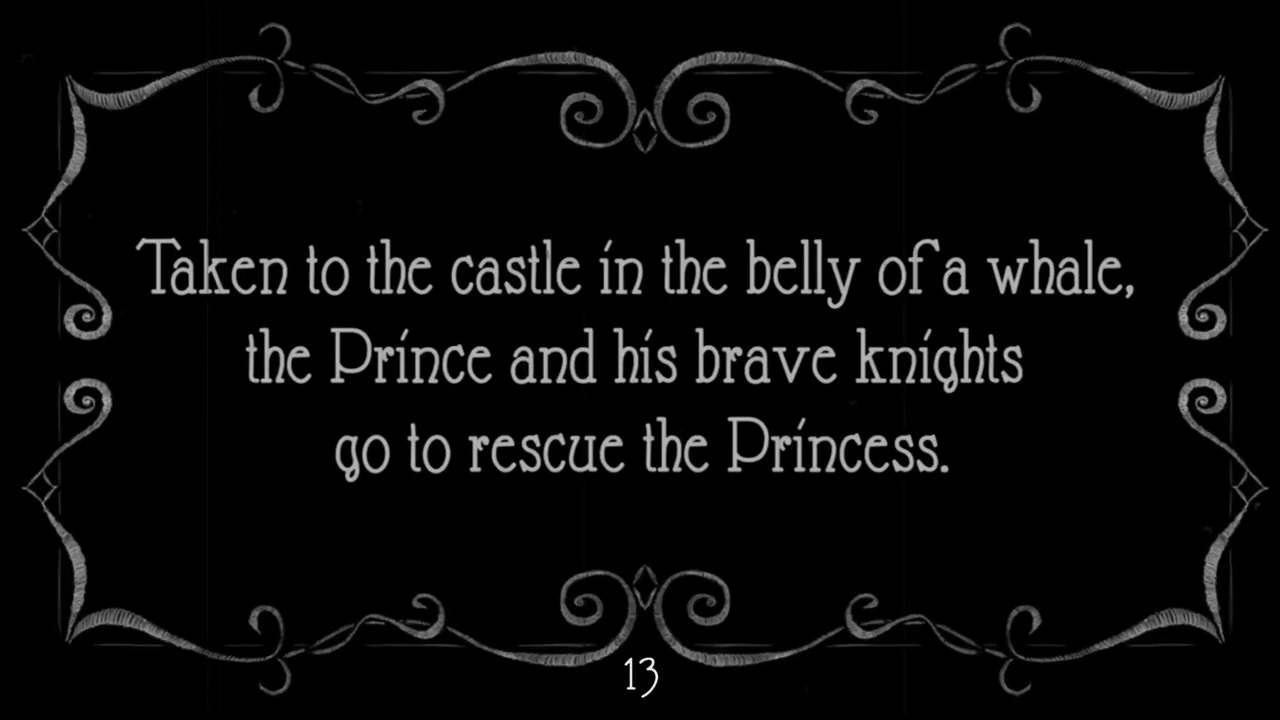 Taken to the castle in the belly of a whale,
the Prince and his brave knights
go to rescue the Princess.
13